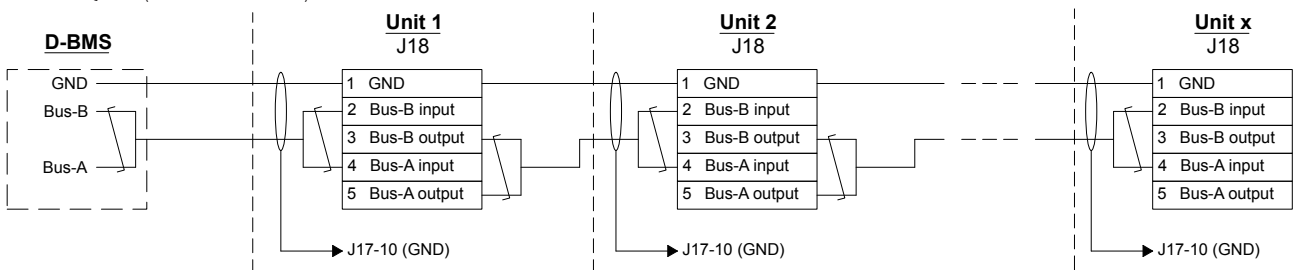 D-BMS
GND
Bus-B
Bus-A
Unit 1
J18
1 GND
2 Bus-B input
3 Bus-B output
4 Bus-A input
5 Bus-A output
J17-10 (GND)
Unit 2
J18
1 GND
2 Bus-B input
3 Bus-B output
4 Bus-A input
5 Bus-A output
J17-10 (GND)
Unit x
J18
1 GND
2 Bus-B input
3 Bus-B output
4 Bus-A input
5 Bus-A output
J17-10 (GND)